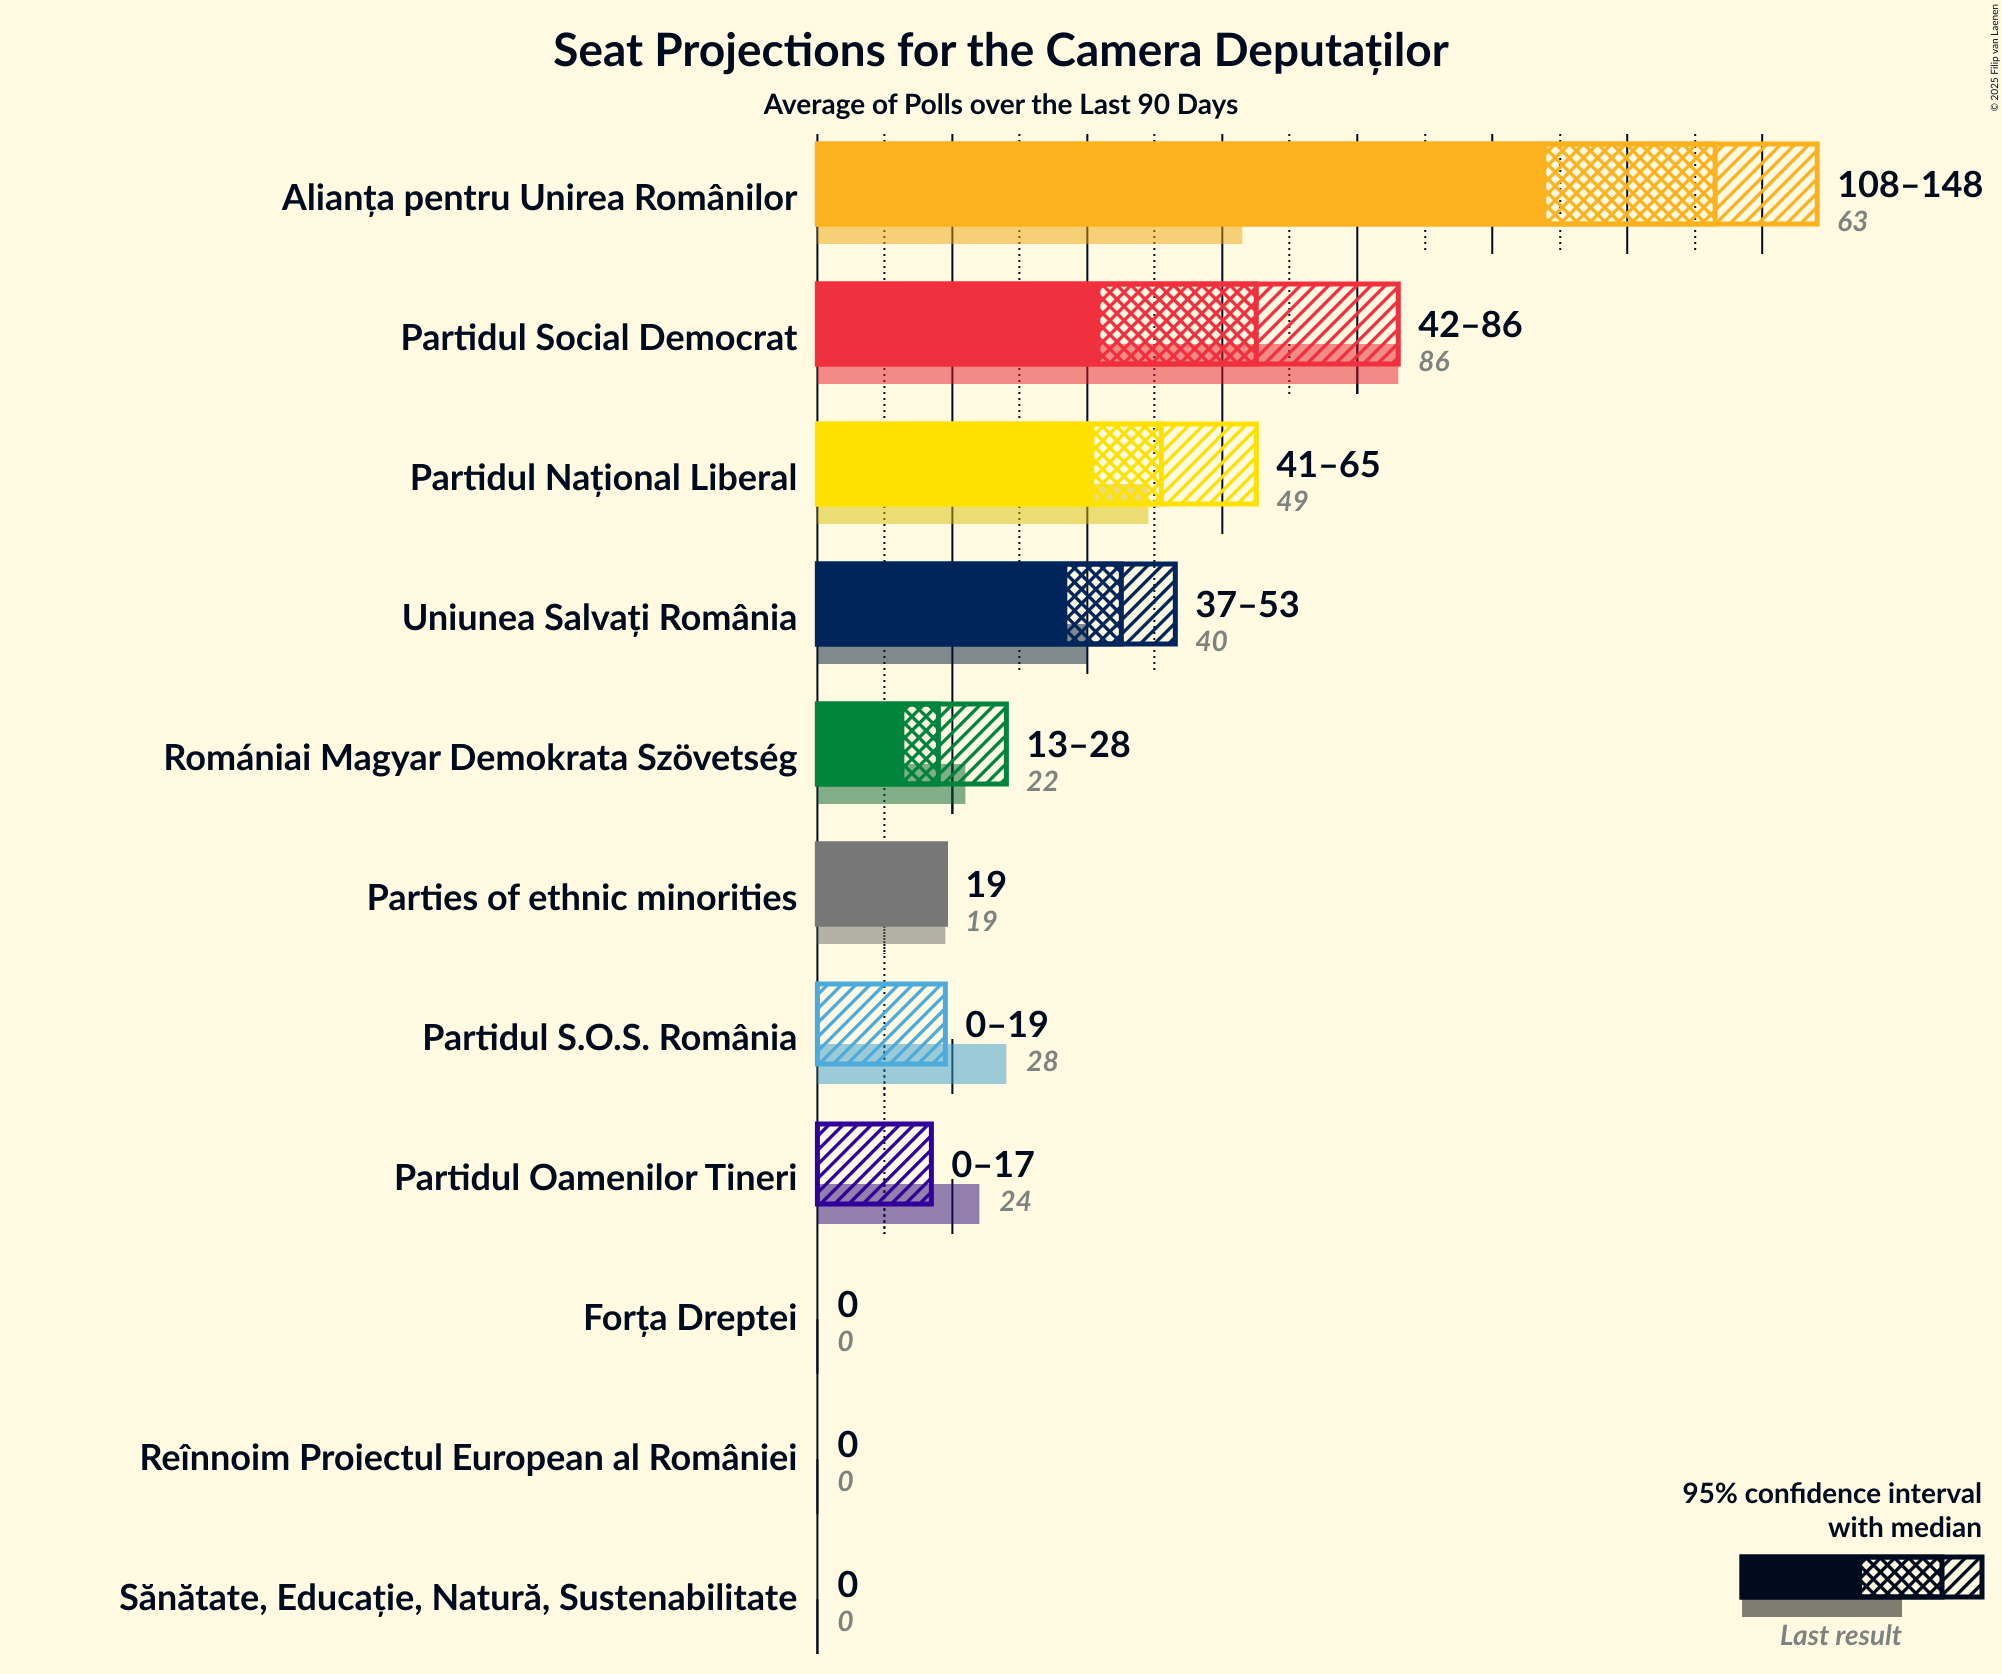 Seat Projections for the Camera Deputaților
Average of Polls over the Last 90 Days
© 2025 Filip van Laenen
Alianța pentru Unirea Românilor
108–148
63
Partidul Social Democrat
42–86
86
Partidul Național Liberal
41–65
49
Uniunea Salvați România
37–53
40
Romániai Magyar Demokrata Szövetség
13–28
22
Parties of ethnic minorities
19
19
Partidul S.O.S. România
0–19
28
Partidul Oamenilor Tineri
0–17
24
Forța Dreptei
0
0
Reînnoim Proiectul European al României
0
0
Sănătate, Educație, Natură, Sustenabilitate
0
0
95% confidence interval
with median
Last result